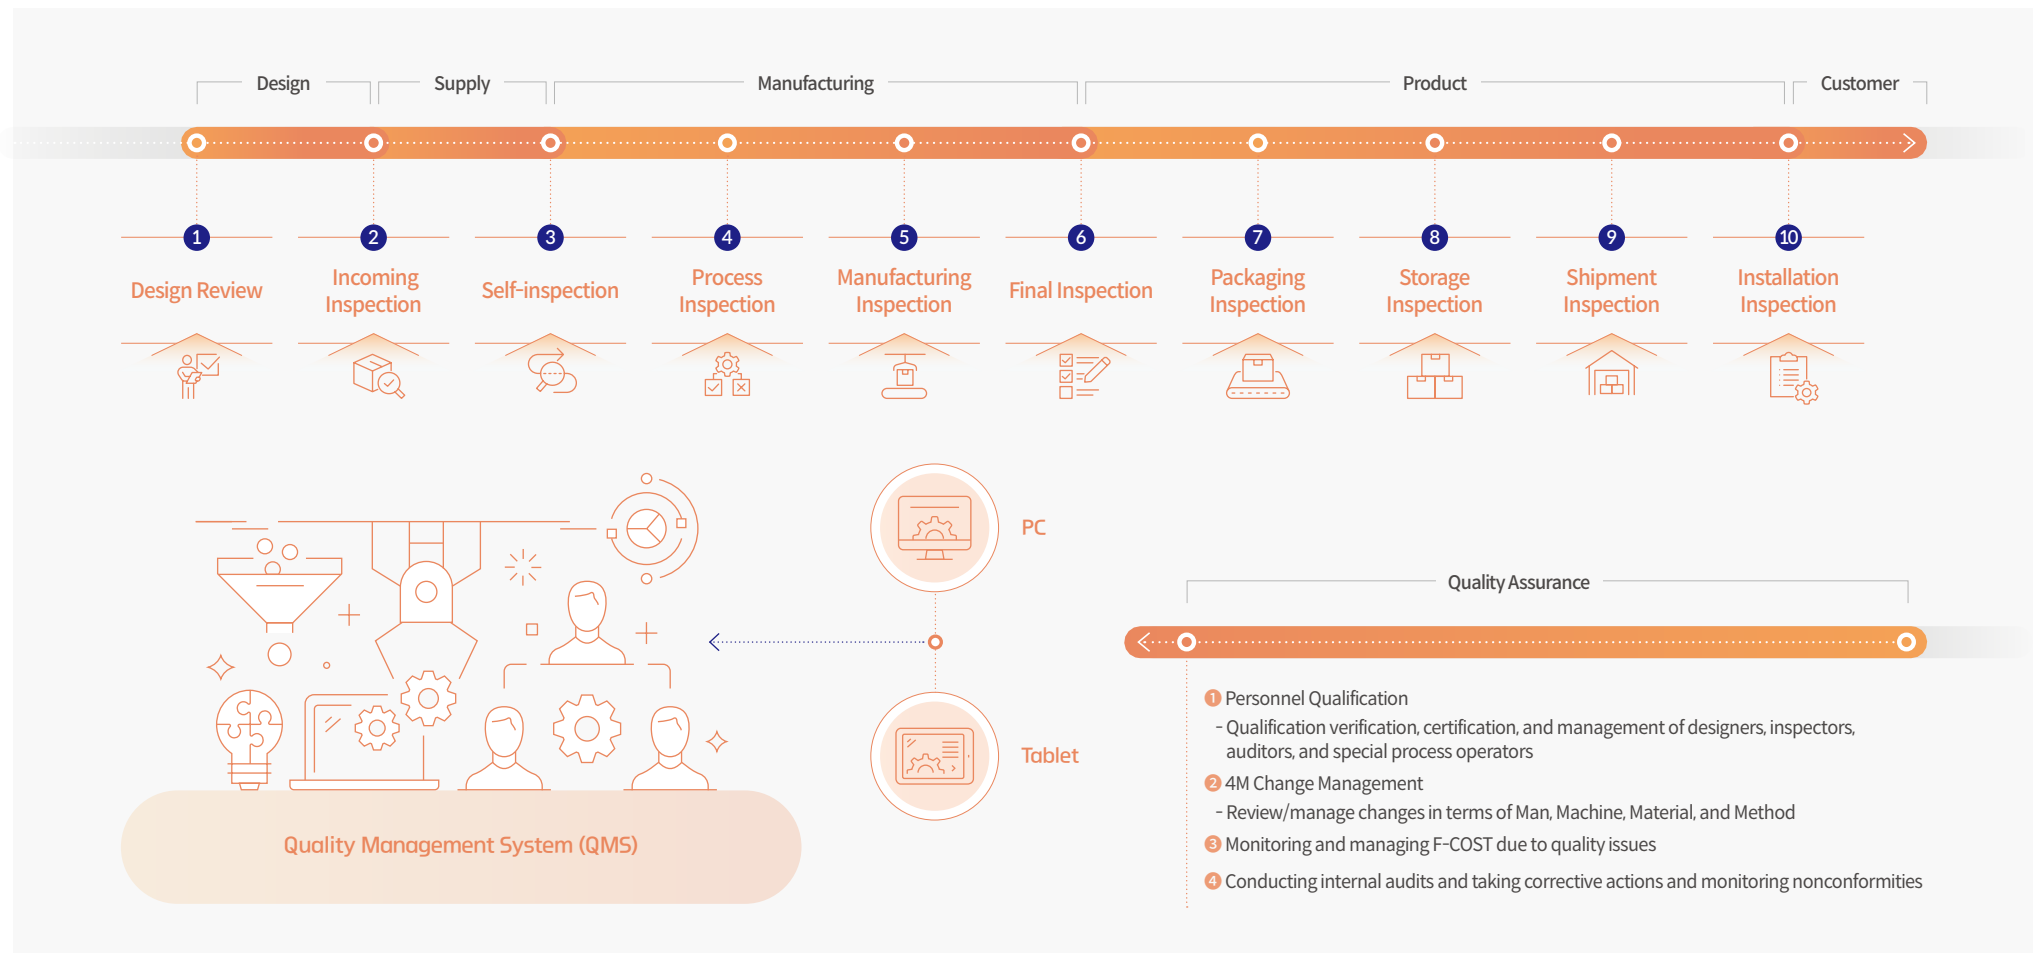 Design
Supply
Manufacturing
Product
Customer
1
2
3
4
5
6
7
8
9
10
Design Review
Incoming
Inspection
Self-inspection
Process
Inspection
Manufacturing
Inspection
Final Inspection
Packaging
Inspection
Storage
Inspection
Shipment
Inspection
Installation
Inspection
PC
Tablet
Quality Management System (QMS)
Quality Assurance
1 Personnel Qualification
- Qualification verification, certification, and management of designers, inspectors,
auditors, and special process operators
2 4M Change Management
- Review/manage changes in terms of Man, Machine, Material, and Method
3 Monitoring and managing F-COST due to quality issues
4 Conducting internal audits and taking corrective actions and monitoring nonconformities